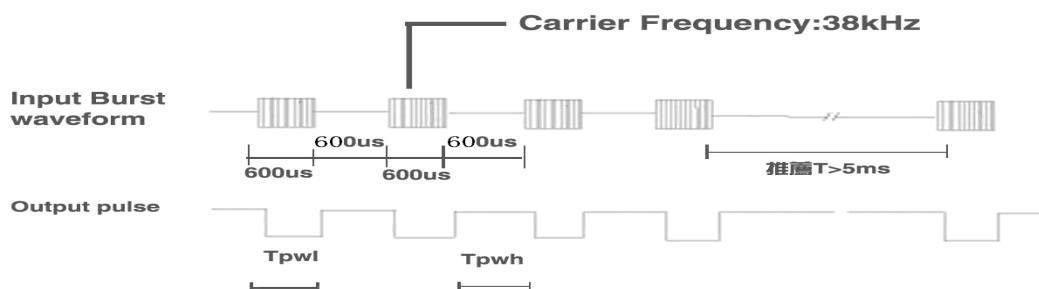 Carrier Frequency:38kHz
Input Burst
waveform
600us 600us
600us 600us
推薦T>5ms
Output pulse
Tpwl Tpwh